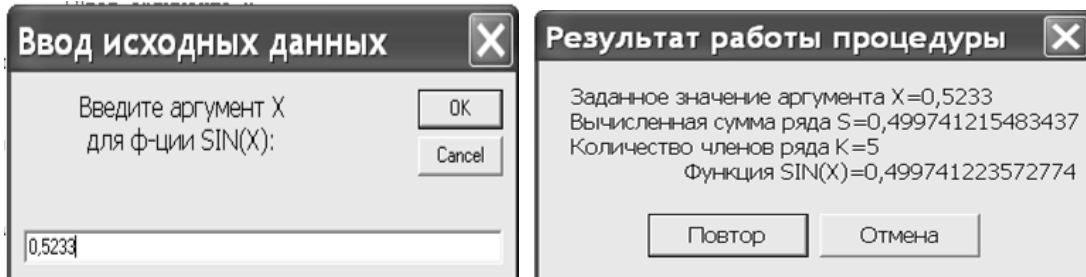 Ввод исходных данных
Введите аргумент X
для ф-ции SIN(X):
OK
Cancel
0,5233
Результат работы процедуры
Заданное значение аргумента X=0,5233
Вычисленная сумма ряда S=0,499741215483437
Количество членов ряда K=5
Функция SIN(X)=0,499741223572774
Повтор
Отмена